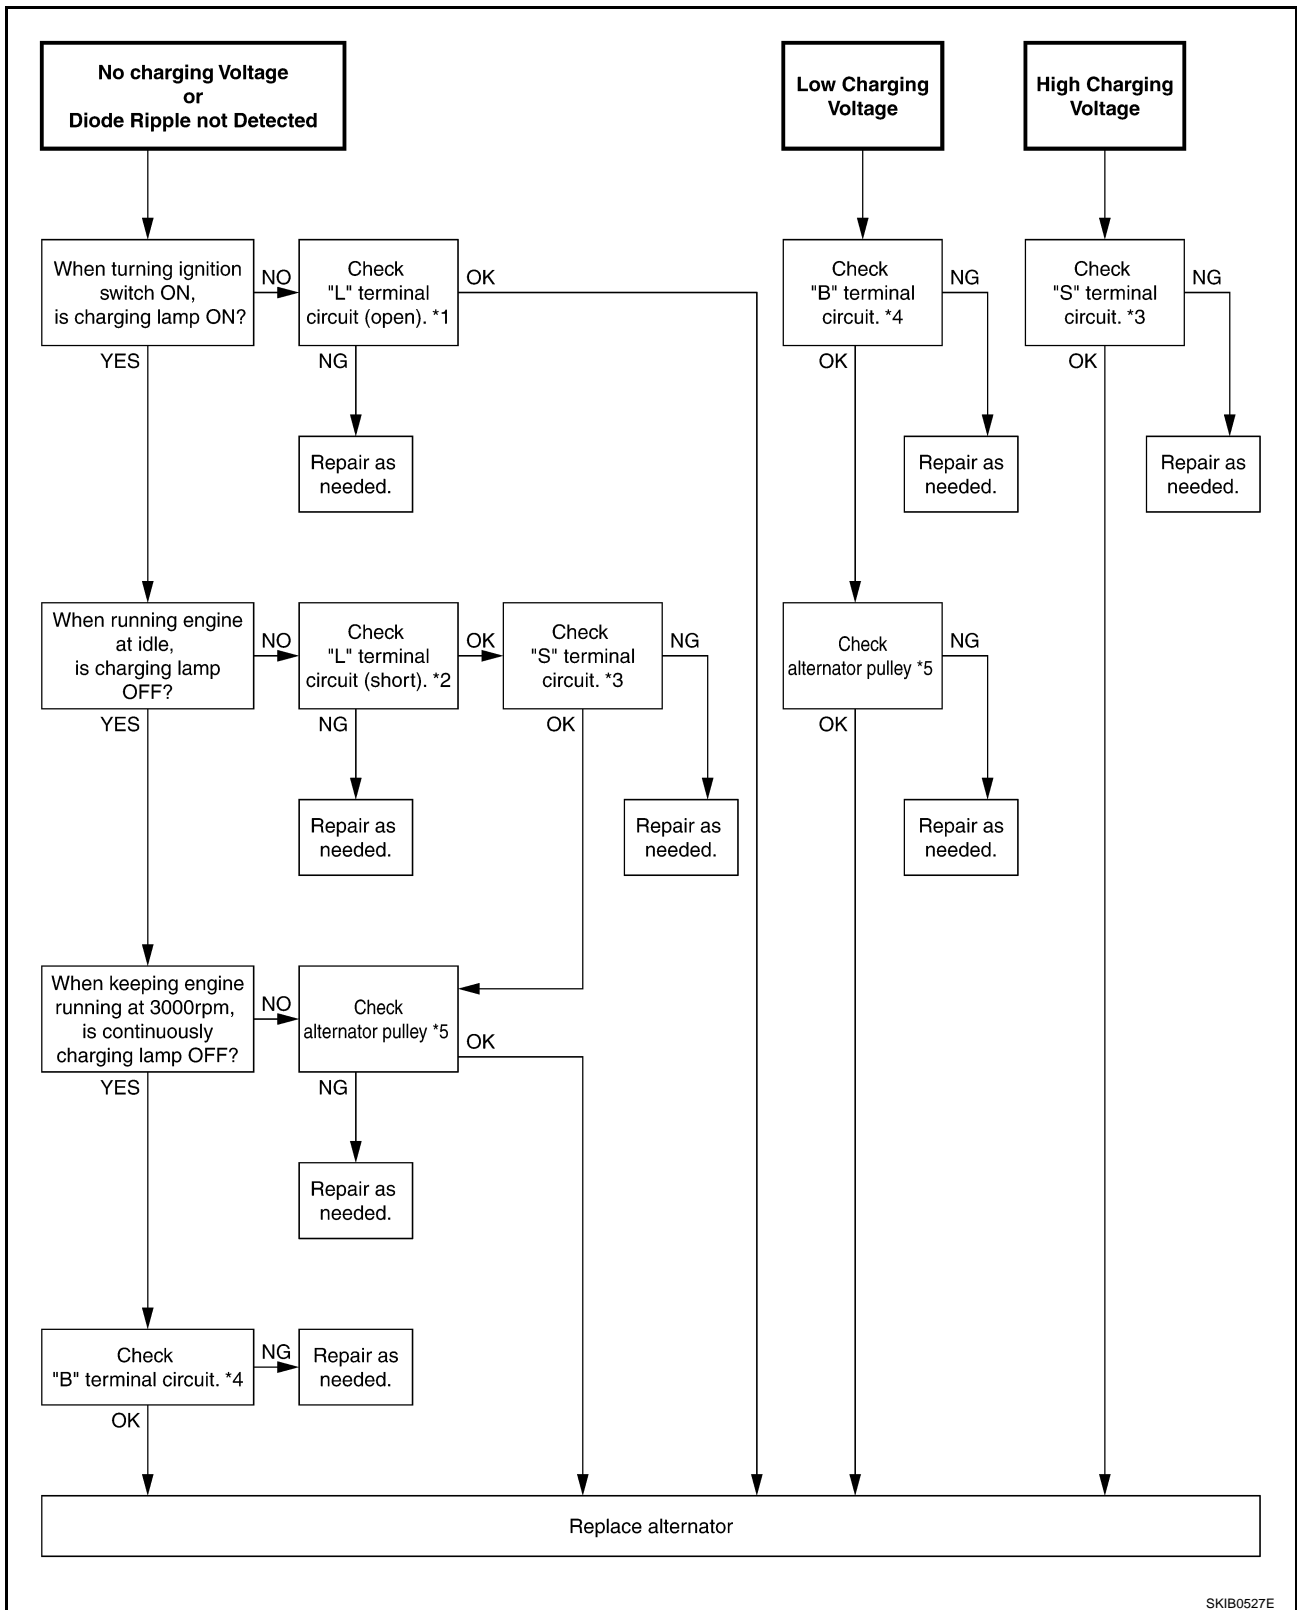 No charging Voltage
or
Diode Ripple not Detected
Low Charging
Voltage
High Charging
Voltage
When turning ignition
switch ON,
is charging lamp ON?
NO
YES
Check
"L" terminal
circuit (open). *1
OK
NG
Repair as
needed.
Check
"B" terminal
circuit. *4
NG
OK
Repair as
needed.
Check
"S" terminal
circuit. *3
NG
OK
Repair as
needed.
When running engine
at idle,
is charging lamp
OFF?
NO
YES
Check
"L" terminal
circuit (short). *2
OK
NG
Repair as
needed.
Check
"S" terminal
circuit. *3
NG
OK
Repair as
needed.
Check
alternator pulley *5
NG
OK
Repair as
needed.
When keeping engine
running at 3000rpm,
is continuously
charging lamp OFF?
NO
YES
Check
alternator pulley *5
OK
NG
Repair as
needed.
Check
"B" terminal circuit. *4
NG
OK
Repair as
needed.
Replace alternator
SKIB0527E